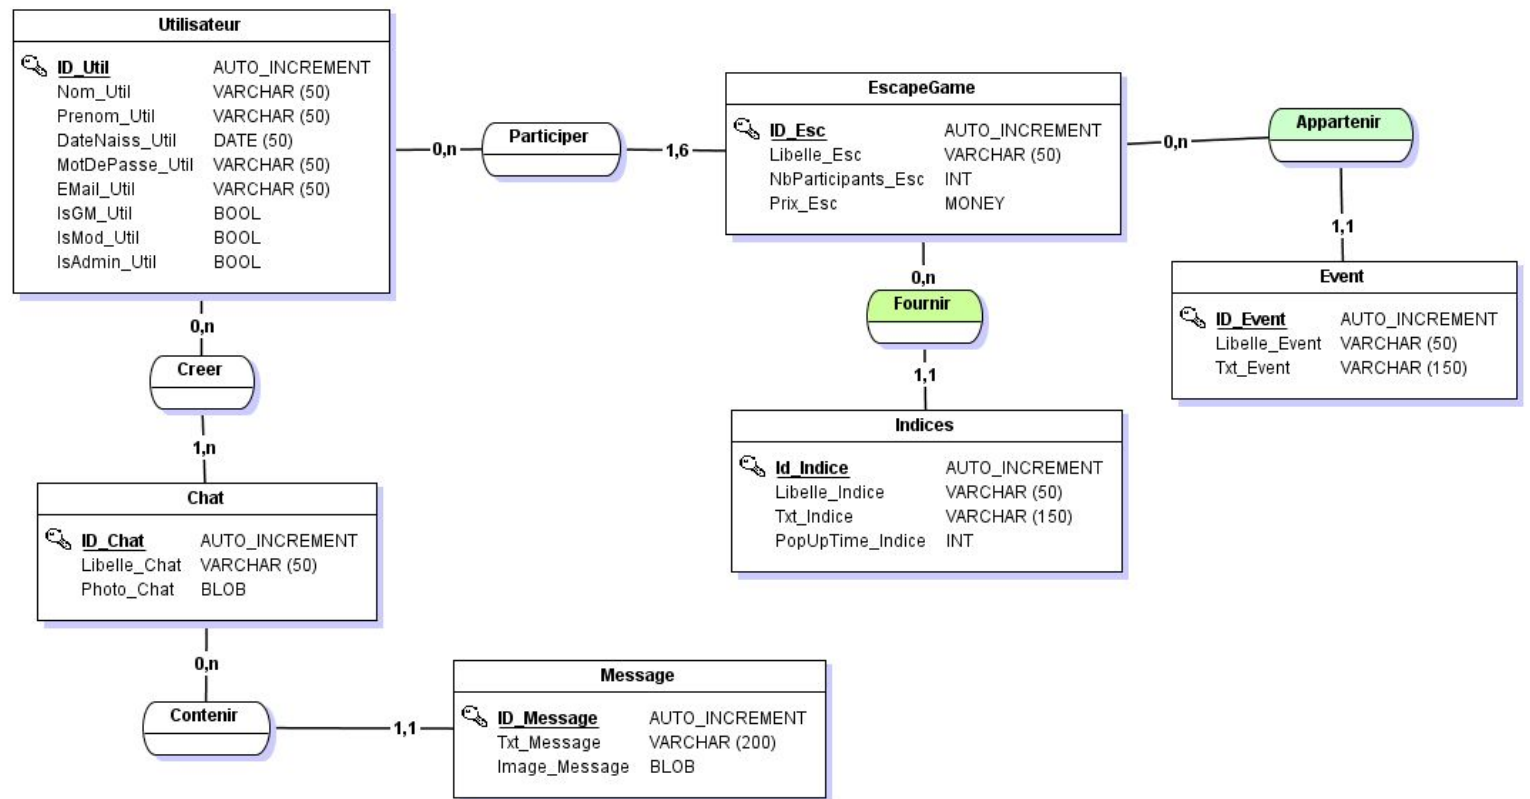 Utilisateur
ID_Util AUTO_INCREMENT
Nom_Util VARCHAR (50)
Prenom_Util VARCHAR (50)
DateNaiss_Util DATE (50)
MotDePasse_Util VARCHAR (50)
EMail_Util VARCHAR (50)
IsGM_Util BOOL
IsMod_Util BOOL
IsAdmin_Util BOOL
0,n
Participer
1,6
EscapeGame
ID_Esc AUTO_INCREMENT
Libelle_Esc VARCHAR (50)
NbParticipants_Esc INT
Prix_Esc MONEY
0,n
Appartenir
1,1
Event
ID_Event AUTO_INCREMENT
Libelle_Event VARCHAR (50)
Txt_Event VARCHAR (150)
0,n
Fournir
1,1
Indices
Id_Indice AUTO_INCREMENT
Libelle_Indice VARCHAR (50)
Txt_Indice VARCHAR (150)
PopUpTime_Indice INT
0,n
Creer
1,n
Chat
ID_Chat AUTO_INCREMENT
Libelle_Chat VARCHAR (50)
Photo_Chat BLOB
0,n
Contenir
1,1
Message
ID_Message AUTO_INCREMENT
Txt_Message VARCHAR (200)
Image_Message BLOB